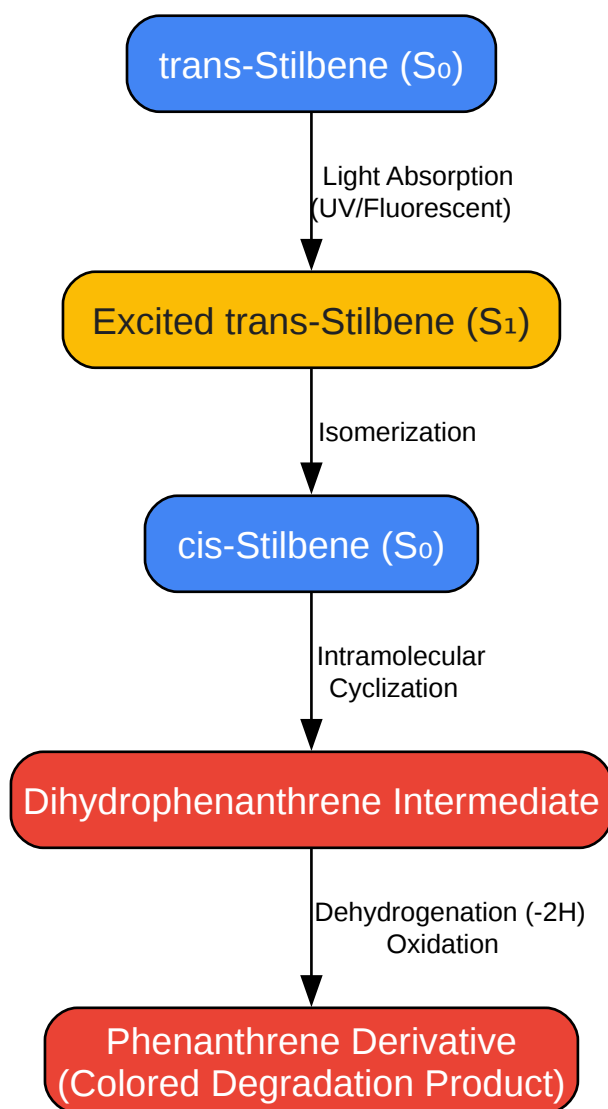 trans-Stilbene (S₀)
Light Absorption
(UV/Fluorescent)
Excited trans-Stilbene (S₁)
Isomerization
cis-Stilbene (S₀)
Intramolecular
Cyclization
Dihydrophenanthrene Intermediate
Dehydrogenation (-2H)
Oxidation
Phenanthrene Derivative
(Colored Degradation Product)